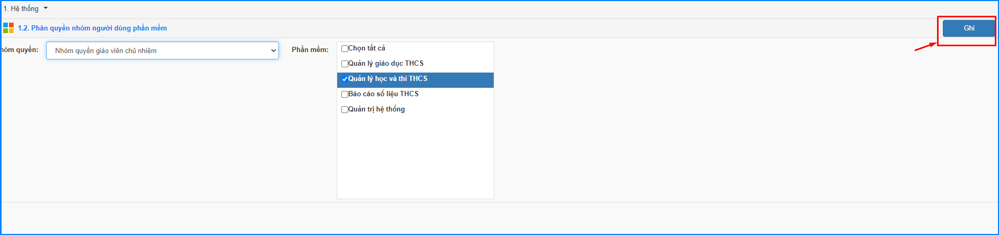 1. Hệ thống
1.2. Phân quyền nhóm người dùng phần mềm
Ghi
hóm quyền:
Nhóm quyền giáo viên chủ nhiệm
Phần mềm:
Chọn tất cả
Quản lý giáo dục THCS
Quản lý học và thi THCS
Báo cáo số liệu THCS
Quản trị hệ thống